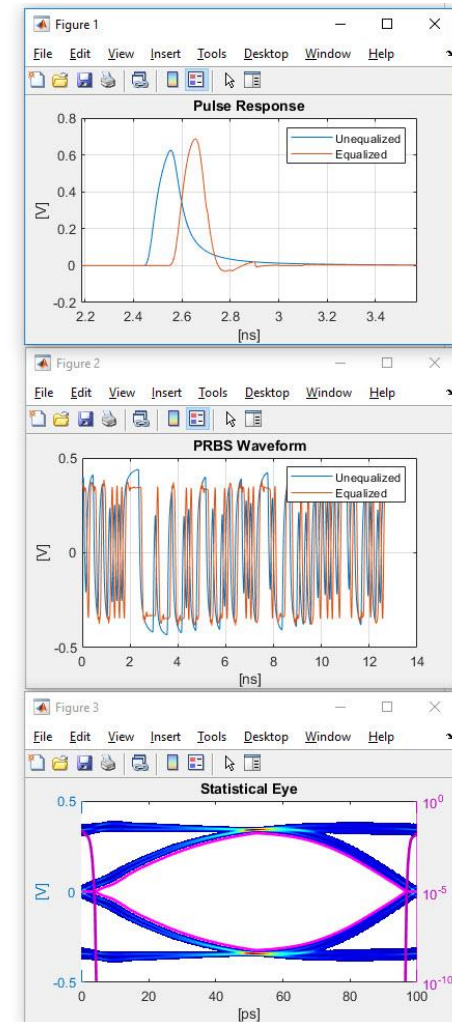 Figure 1
File Edit View Insert Tools Desktop Window Help
Pulse Response
0.8
0.6
0.4
0.2
0
-0.2
[V]
Unequalized
Equalized
2.2 2.4 2.6 2.8 3 3.2 3.4
[ns]
Figure 2
File Edit View Insert Tools Desktop Window Help
PRBS Waveform
0.5
0
-0.5
[V]
Unequalized
Equalized
0 2 4 6 8 10 12 14
[ns]
Figure 3
File Edit View Insert Tools Desktop Window Help
Statistical Eye
0.5
0
-0.5
[V]
10^0
10^-5
10^-10
[Probability]
0 20 40 60 80 100
[ps]